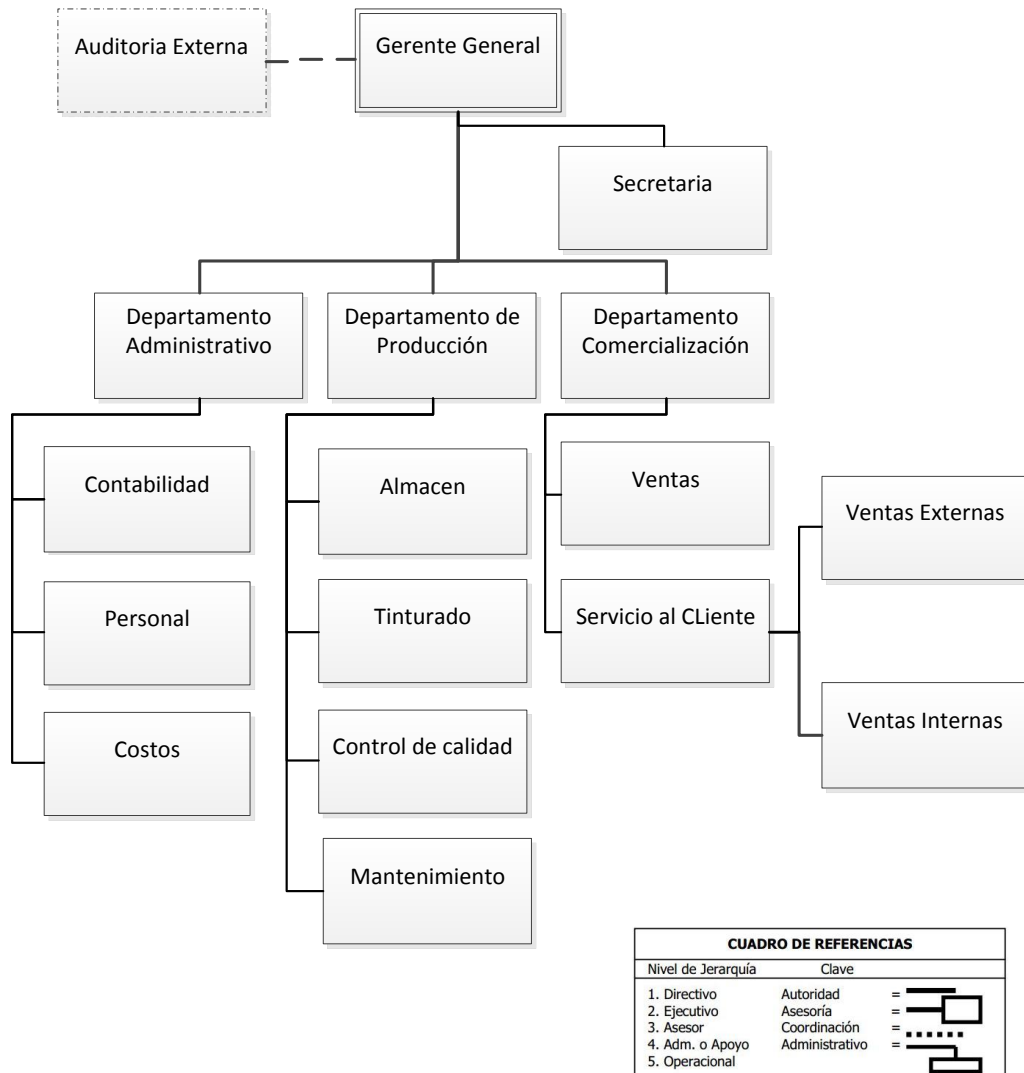 Auditoria Externa
Gerente General
Secretaria
Departamento
Administrativo
Departamento de
Producción
Departamento
Comercialización
Contabilidad
Almacen
Ventas
Ventas Externas
Personal
Tinturado
Servicio al CLiente
Ventas Internas
Costos
Control de calidad
Mantenimiento
CUADRO DE REFERENCIAS
Nivel de Jerarquía Clave
1. Directivo Autoridad =
2. Ejecutivo Asesoría =
3. Asesor Coordinación =
4. Adm. o Apoyo Administrativo =
5. Operacional